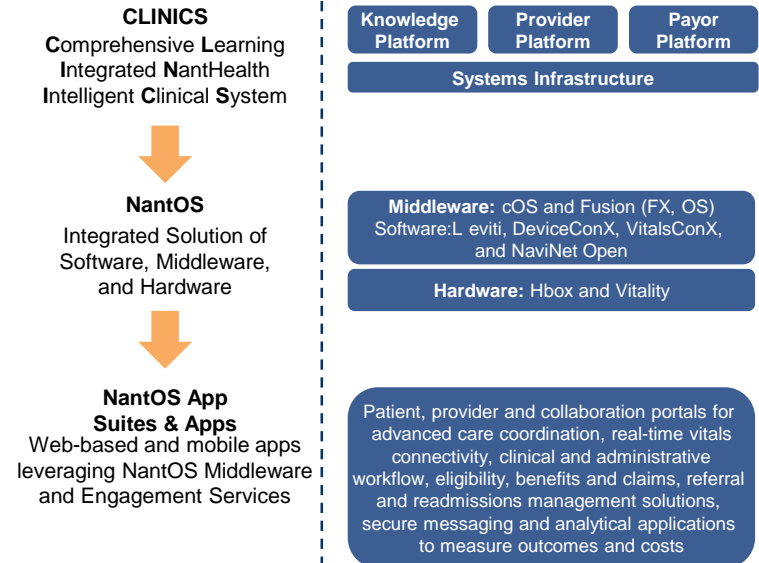 CLINICS
Comprehensive Learning
Integrated NantHealth
Intelligent Clinical System
Knowledge
Platform
Provider
Platform
Payor
Platform
Systems Infrastructure
NantOS
Integrated Solution of
Software, Middleware,
and Hardware
Middleware: cOS and Fusion (FX, OS)
Software:L eviti, DeviceConX, VitalsConX,
and NaviNet Open
Hardware: Hbox and Vitality
NantOS App
Suites & Apps
Web-based and mobile apps
leveraging NantOS Middleware
and Engagement Services
Patient, provider and collaboration portals for
advanced care coordination, real-time vitals
connectivity, clinical and administrative
workflow, eligibility, benefits and claims, referral
and readmissions management solutions,
secure messaging and analytical applications
to measure outcomes and costs